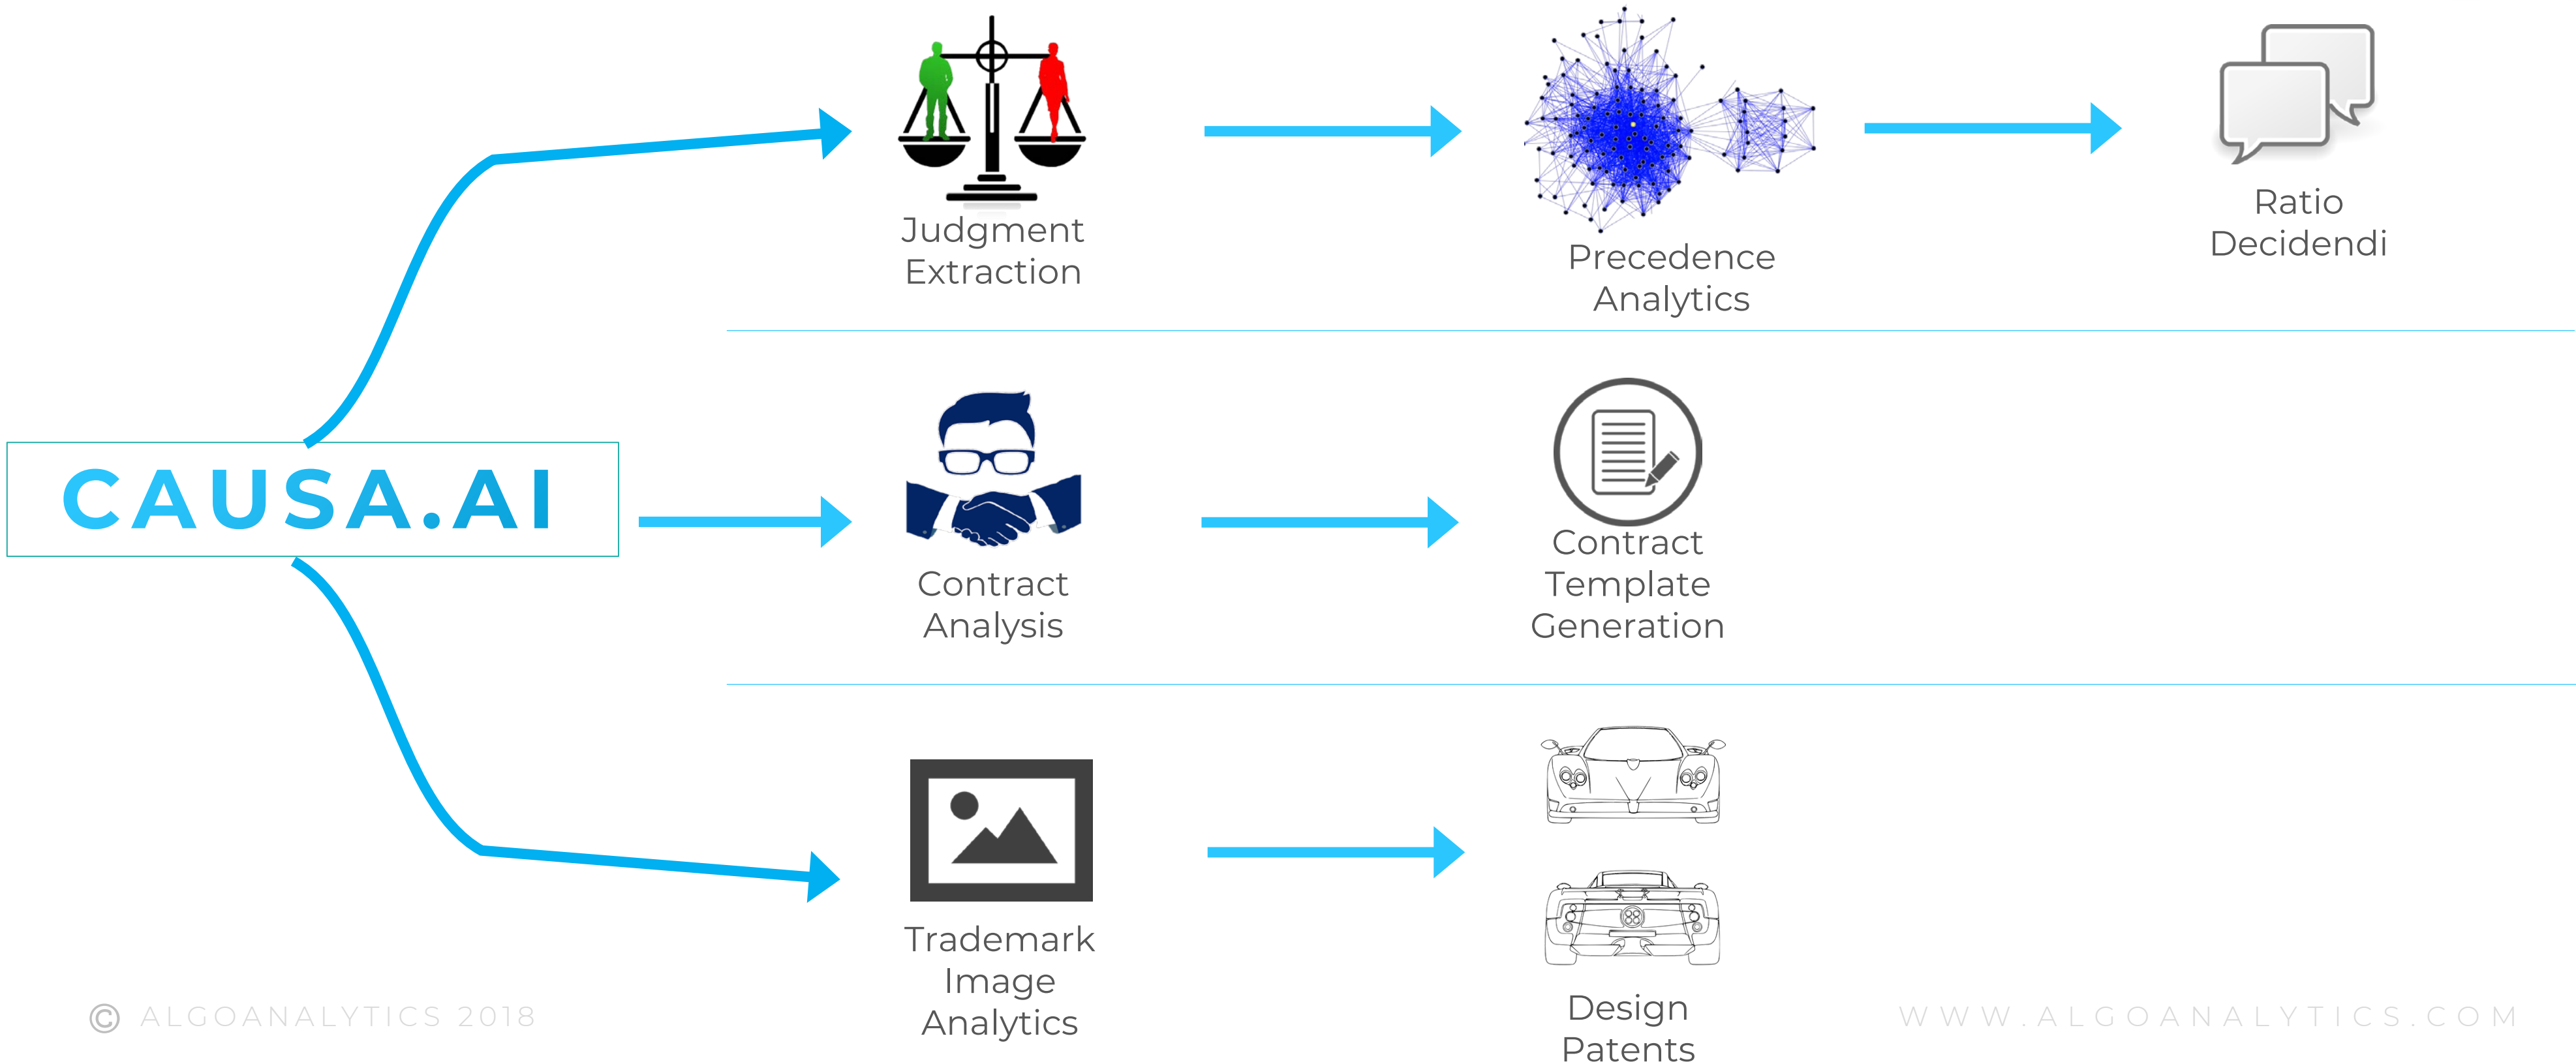 Judgment
Extraction
Precedence
Analytics
Ratio
Decidendi
CAUSA.AI
Contract
Analysis
Contract
Template
Generation
Trademark
Image
Analytics
Design
Patents
© ALGOANALYTICS 2018
WWW.ALGOANALYTICS.COM